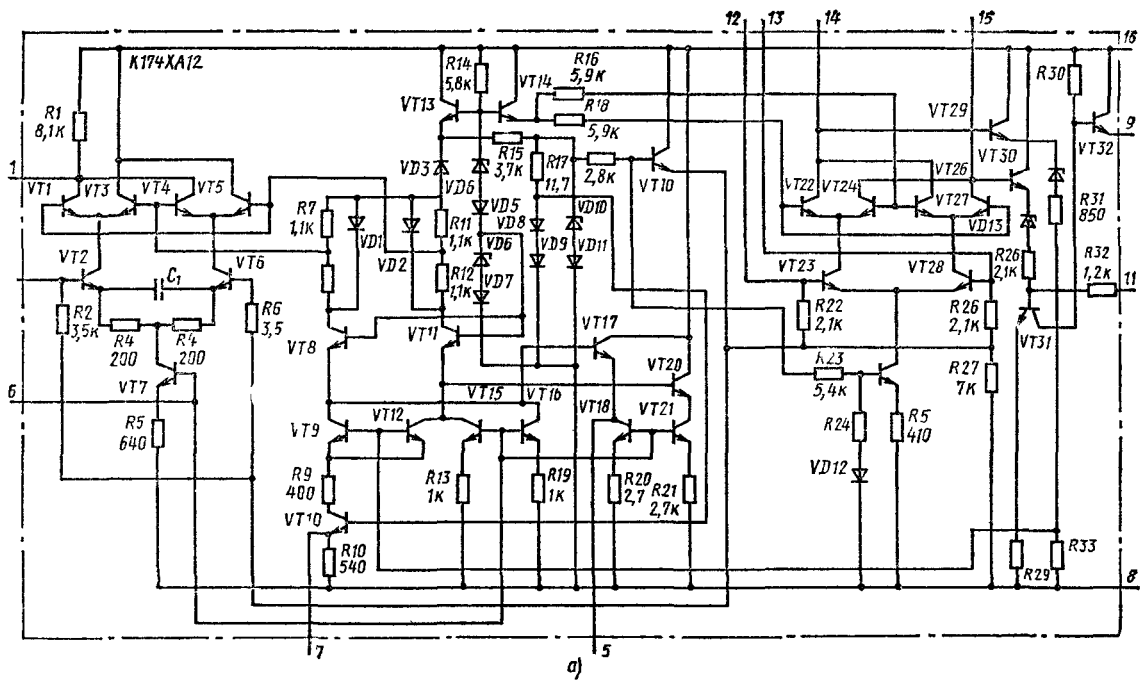 12 13 14 15
К174ХА12
16
R1
8,1к
R14
5,8к
VT14
R16
5,9к
R18
5,9к
R30
VT13
VT29
9
VT30
VT32
R15
3,7к
R17
11,7
2,8к
VT10
1
VT1 VT3 VT4 VT5
VD3
VD6
VD5
VD8
VD10
VT26
VT22 VT24
VT27
VD13
R31
850
R7
1,1к
VD1
R11
1,1к
VD6
VD9
VD11
VD2
R12
1,1к
VD7
VT2
C1
VT6
VT23
VT28
R26
2,1к
R32
1,2к
11
R2
3,5к
R4
200
R4
200
R6
3,5
R22
2,1к
R26
2,1к
VT8
VT11
VT17
VT31
VT7
VT20
R23
5,4к
R27
7к
6
VT15
VT16
R5
640
VT9
VT12
VT18
VT21
R24
R5
410
R9
400
R13
1к
R19
1к
R20
2,7
R21
2,7к
VD12
VT10
R10
540
R29
R33
8
7
5
а)